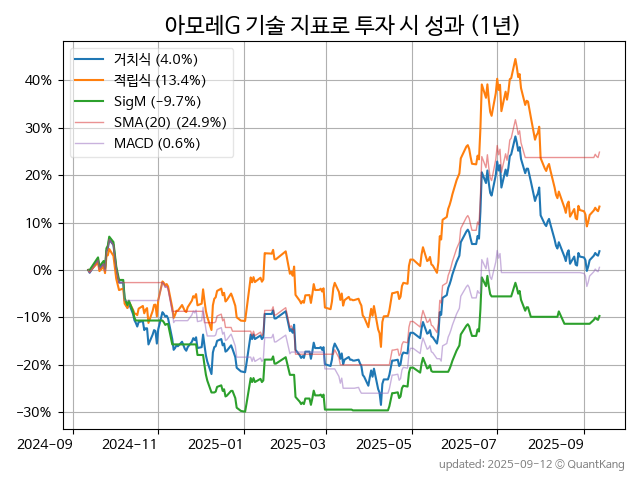 아모레G 기술 지표로 투자 시 성과 (1년)
거치식 (4.0%)
적립식 (13.4%)
SigM (−9.7%)
SMA(20) (24.9%)
MACD (0.6%)
40%
30%
20%
10%
0%
−10%
−20%
−30%
2024-09 2024-11 2025-01 2025-03 2025-05 2025-07 2025-09
updated: 2025-09-12 © QuantKang